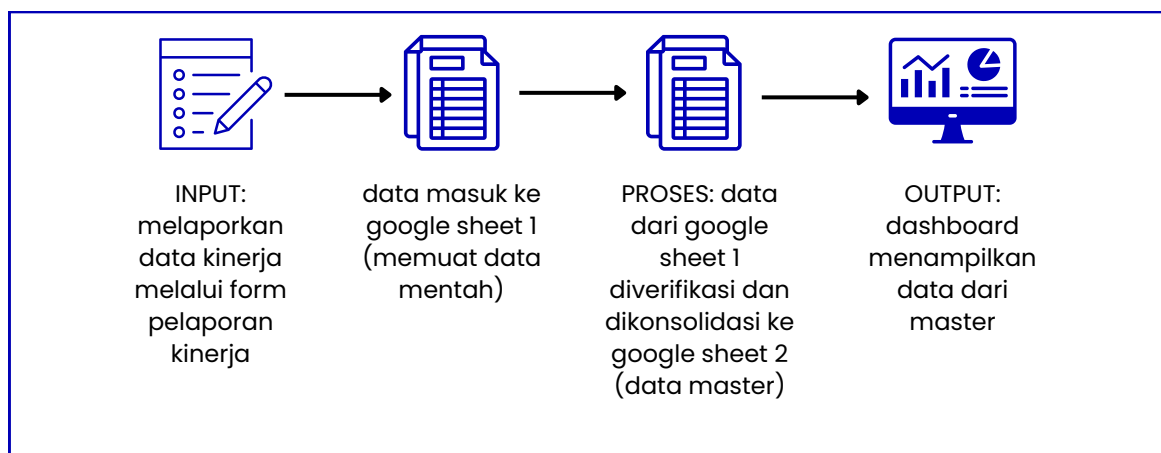 INPUT:
melaporkan
data kinerja
melalui form
pelaporan
kinerja
data masuk ke
google sheet 1
(memuat data
mentah)
PROSES: data
dari google
sheet 1
diverifikasi dan
dikonsolidasi ke
google sheet 2
(data master)
OUTPUT:
dashboard
menampilkan
data dari
master